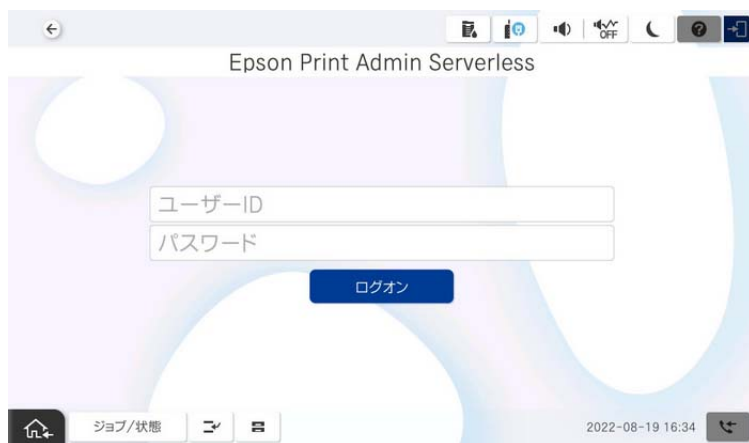 OFF
Epson Print Admin Serverless
ユーザーID
パスワード
ログオン
ジョブ/状態
2022-08-19 16:34